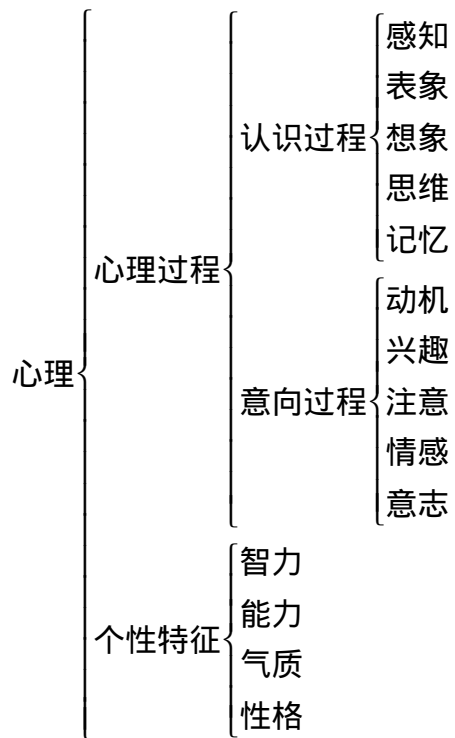 心理
心理过程
认识过程
感知
表象
想象
思维
记忆
意向过程
动机
兴趣
注意
情感
意志
个性特征
智力
能力
气质
性格